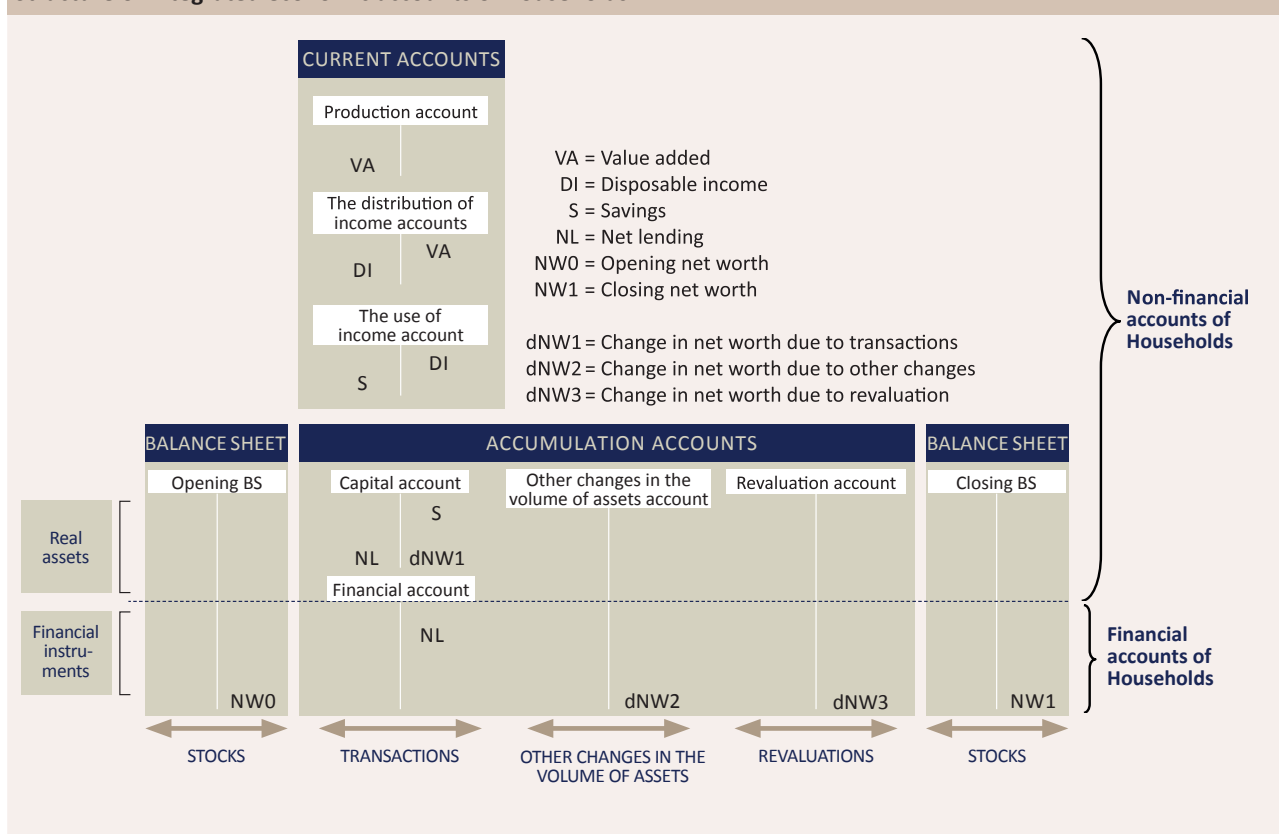 CURRENT ACCOUNTS
Production account
VA
The distribution of
income accounts
VA
DI
The use of
income account
DI
S
VA = Value added
DI = Disposable income
S = Savings
NL = Net lending
NW0 = Opening net worth
NW1 = Closing net worth
dNW1 = Change in net worth due to transactions
dNW2 = Change in net worth due to other changes
dNW3 = Change in net worth due to revaluation
Non-financial
accounts of
Households
BALANCE SHEET
ACCUMULATION ACCOUNTS
BALANCE SHEET
Opening BS
Capital account
Other changes in the
volume of assets account
Revaluation account
Closing BS
S
Real
assets
NL dNW1
Financial account
Financial
instru-
ments
NL
Financial
accounts of
Households
NW0
dNW2
dNW3
NW1
STOCKS
TRANSACTIONS
OTHER CHANGES IN THE
VOLUME OF ASSETS
REVALUATIONS
STOCKS